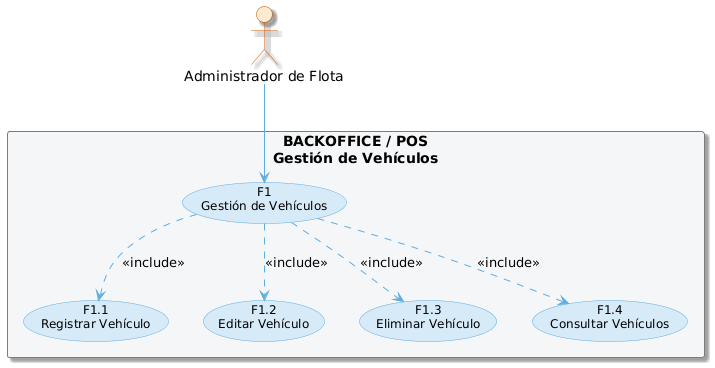 Administrador de Flota
BACKOFFICE / POS
Gestión de Vehículos
F1
Gestión de Vehículos
«include»
«include»
«include»
«include»
F1.1
Registrar Vehículo
F1.2
Editar Vehículo
F1.3
Eliminar Vehículo
F1.4
Consultar Vehículos